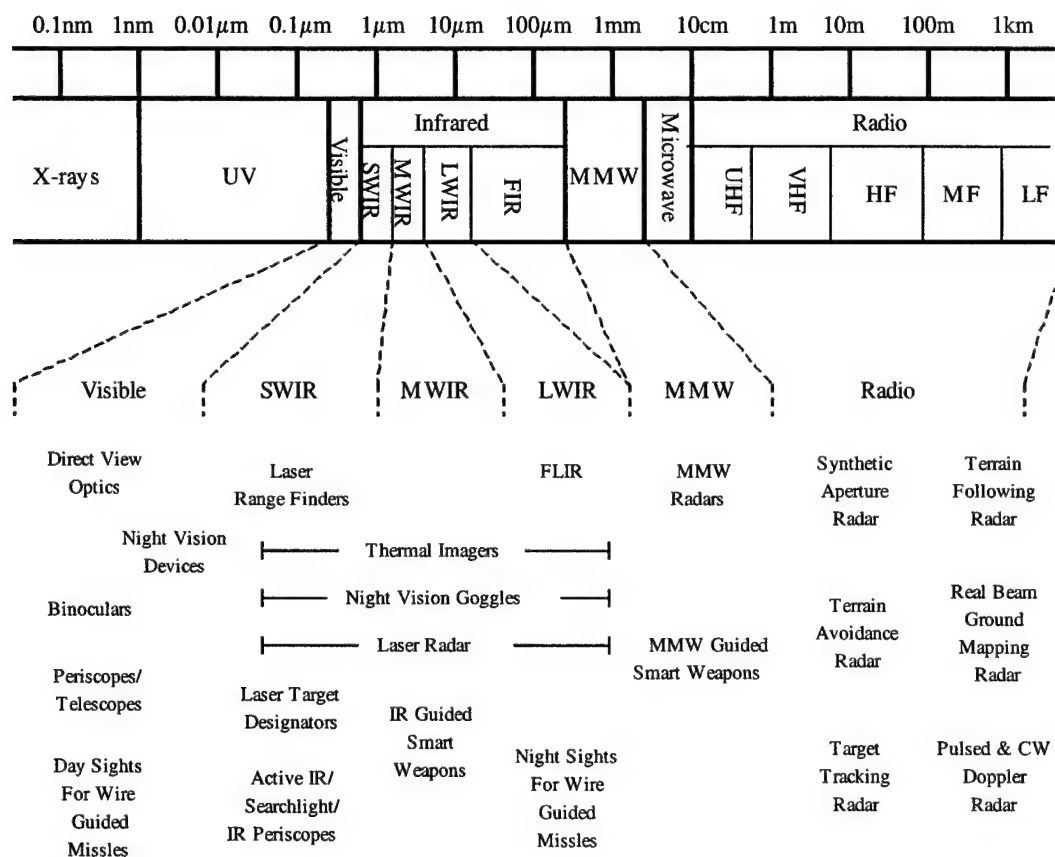 0.1nm 1nm 0.01µm 0.1µm 1µm 10µm 100µm 1mm 10cm 1m 10m 100m 1km
Infrared
Radio
X-rays
UV
Visible
SWIR
MWIR
LWIR
FIR
MMW
Microwave
UHF
VHF
HF
MF
LF
Visible SWIR MWIR LWIR MMW Radio
Direct View
Optics
Night Vision
Devices
Binoculars
Periscopes/
Telescopes
Day Sights
For Wire
Guided
Missles
Laser
Range Finders
Thermal Imagers
Night Vision Goggles
Laser Radar
Laser Target
Designators
Active IR/
Searchlight/
IR Periscopes
IR Guided
Smart
Weapons
FLIR
Night Sights
For Wire
Guided
Missles
MMW
Radars
MMW Guided
Smart Weapons
Synthetic
Aperture
Radar
Terrain
Avoidance
Radar
Target
Tracking
Radar
Terrain
Following
Radar
Real Beam
Ground
Mapping
Radar
Pulsed & CW
Doppler
Radar